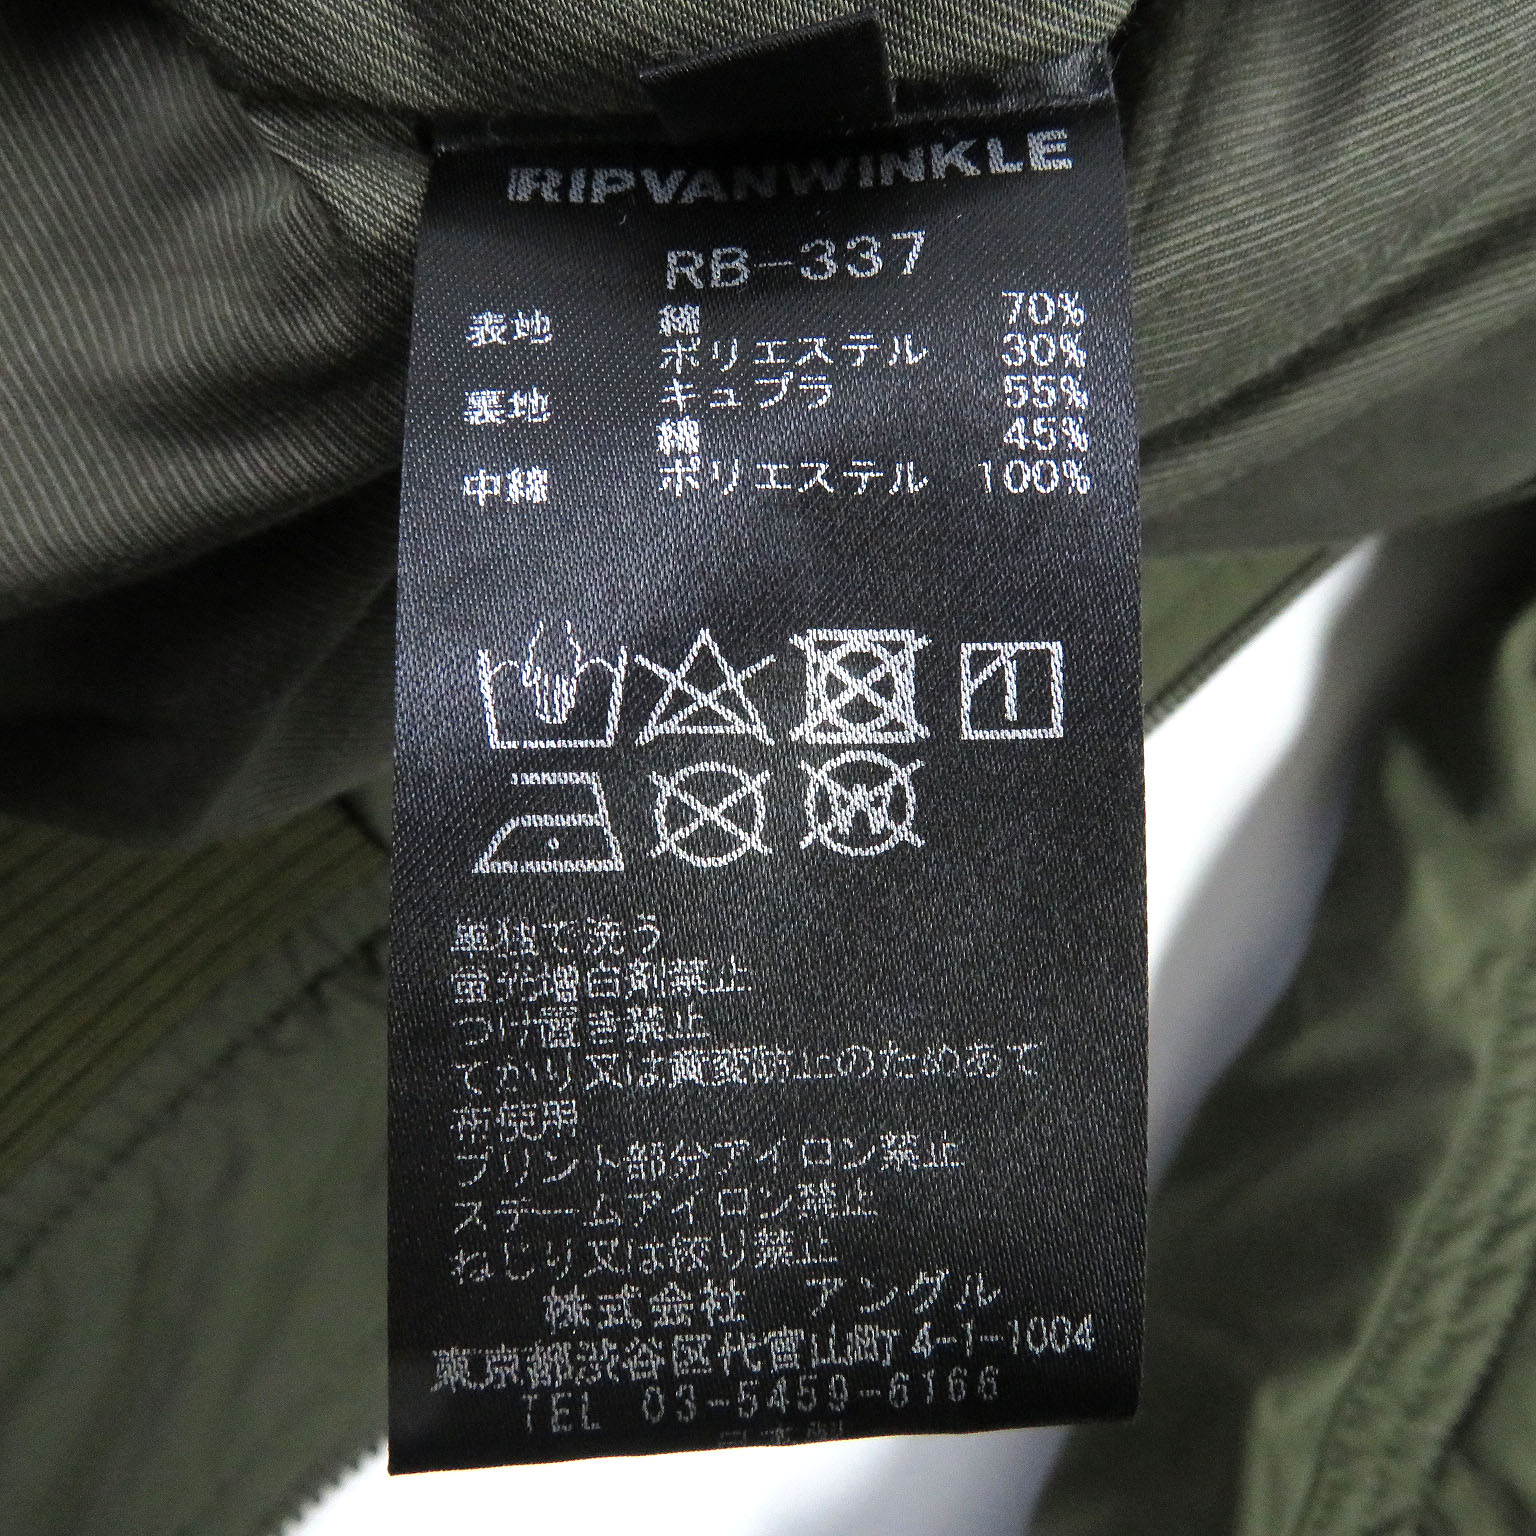 RIPVANWINKLE
RB-337
表地 綿 70%
ポリエステル 30%
裏地 キュプラ 55%
綿 45%
中綿 ポリエステル 100%
単独で洗う
蛍光増白剤禁止
つけ置き禁止
てかり又は黄変防止のためあて
布使用
プリント部分アイロン禁止
スチームアイロン禁止
ねじり又は絞り禁止
株式会社 アングル
東京都渋谷区代官山町4-1-1004
TEL 03-5459-6166
日本製